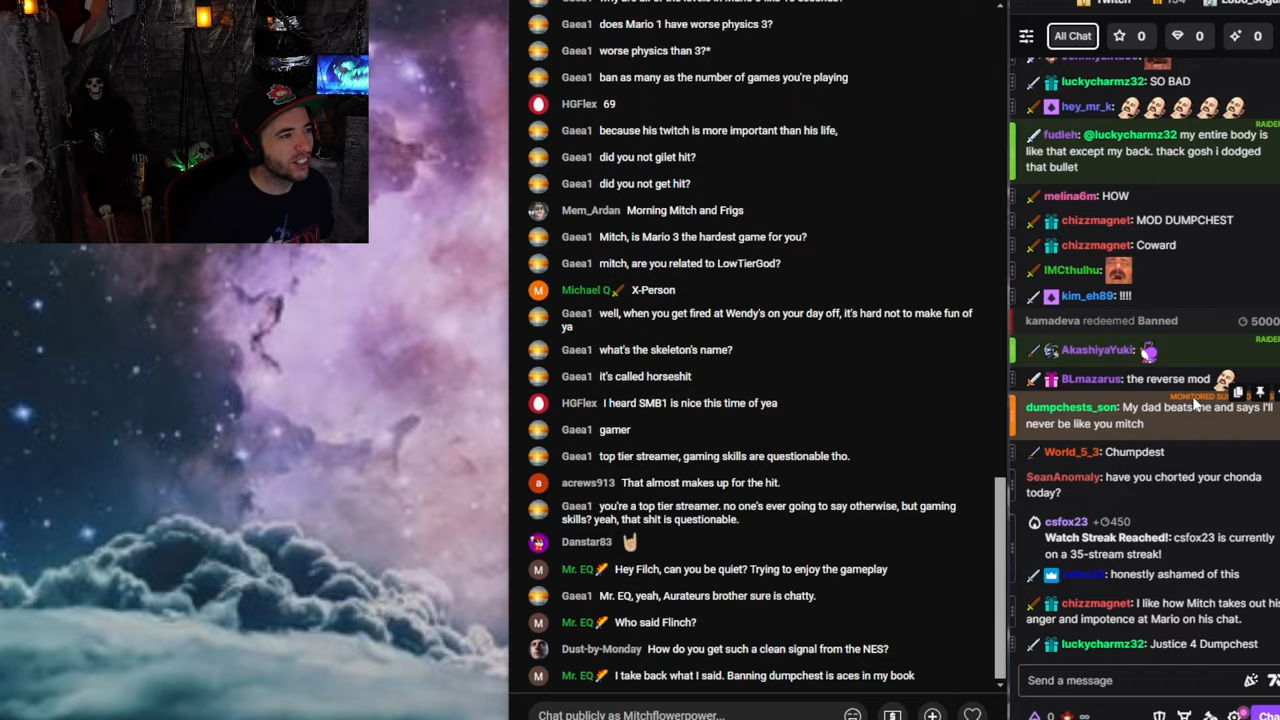 Gaea1 does Mario 1 have worse physics 3?
Gaea1 worse physics than 3?*
Gaea1 ban as many as the number of games you're playing
HGFlex 69
Gaea1 because his twitch is more important than his life,
Gaea1 did you not gilet hit?
Gaea1 did you not get hit?
Mem_Ardan Morning Mitch and Frigs
Gaea1 Mitch, is Mario 3 the hardest game for you?
Gaea1 mitch, are you related to LowTierGod?
M Michael Q X-Person
Gaea1 well, when you get fired at Wendy's on your day off, it's hard not to make fun of
ya
Gaea1 what's the skeleton's name?
Gaea1 it's called horseshit
HGFlex I heard SMB1 is nice this time of yea
Gaea1 gamer
Gaea1 top tier streamer, gaming skills are questionable tho.
a acrews913 That almost makes up for the hit.
Gaea1 you're a top tier streamer. no one's ever going to say otherwise, but gaming
skills? yeah, that shit is questionable.
Danstar83
M Mr. EQ Hey Filch, can you be quiet? Trying to enjoy the gameplay
Gaea1 Mr. EQ, yeah, Aurateurs brother sure is chatty.
M Mr. EQ Who said Flinch?
Dust-by-Monday How do you get such a clean signal from the NES?
M Mr. EQ I take back what I said. Banning dumpchest is aces in my book
Chat publicly as Mitchflowerpower...
All Chat 0 0 0
luckycharmz32: SO BAD
hey_mr_k:
RAIDER
fudleh: @luckycharmz32 my entire body is
like that except my back. thack gosh i dodged
that bullet
melina6m: HOW
chizzmagnet: MOD DUMPCHEST
chizzmagnet: Coward
IMCthulhu:
kim_eh89: !!!!
kamadeva redeemed Banned 5000
AkashiyaYuki:
BLmazarus: the reverse mod
MONITORED
dumpchests_son: My dad beats me and says I'll
never be like you mitch
World_5_3: Chumpdest
SeanAnomaly: have you chorted your chonda
today?
csfox23 +450
Watch Streak Reached!: csfox23 is currently
on a 35-stream streak!
csfox23: honestly ashamed of this
chizzmagnet: I like how Mitch takes out his
anger and impotence at Mario on his chat.
luckycharmz32: Justice 4 Dumpchest
Send a message
0